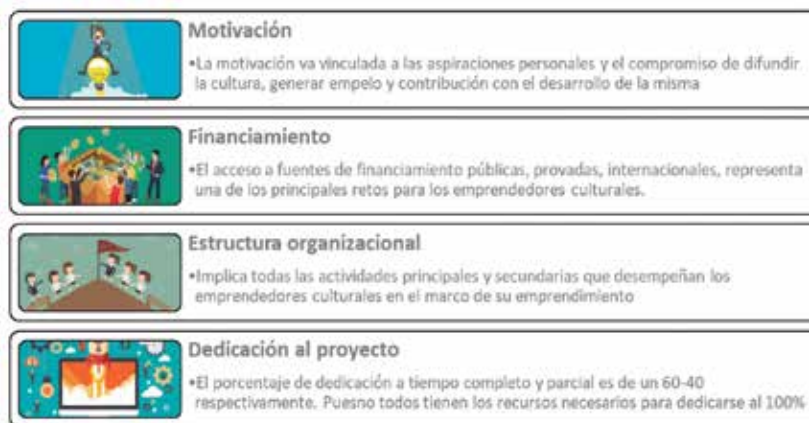 Motivación
•La motivación va vinculada a las aspiraciones personales y el compromiso de difundir
la cultura, generar empelo y contribución con el desarrollo de la misma
Financiamiento
•El acceso a fuentes de financiamiento públicas, provadas, internacionales, representa
una de los principales retos para los emprendedores culturales.
Estructura organizacional
•Implica todas las actividades principales y secundarias que desempeñan los
emprendedores culturales en el marco de su emprendimiento
Dedicación al proyecto
•El porcentaje de dedicación a tiempo completo y parcial es de un 60-40
respectivamente. Puesno todos tienen los recursos necesarios para dedicarse al 100%